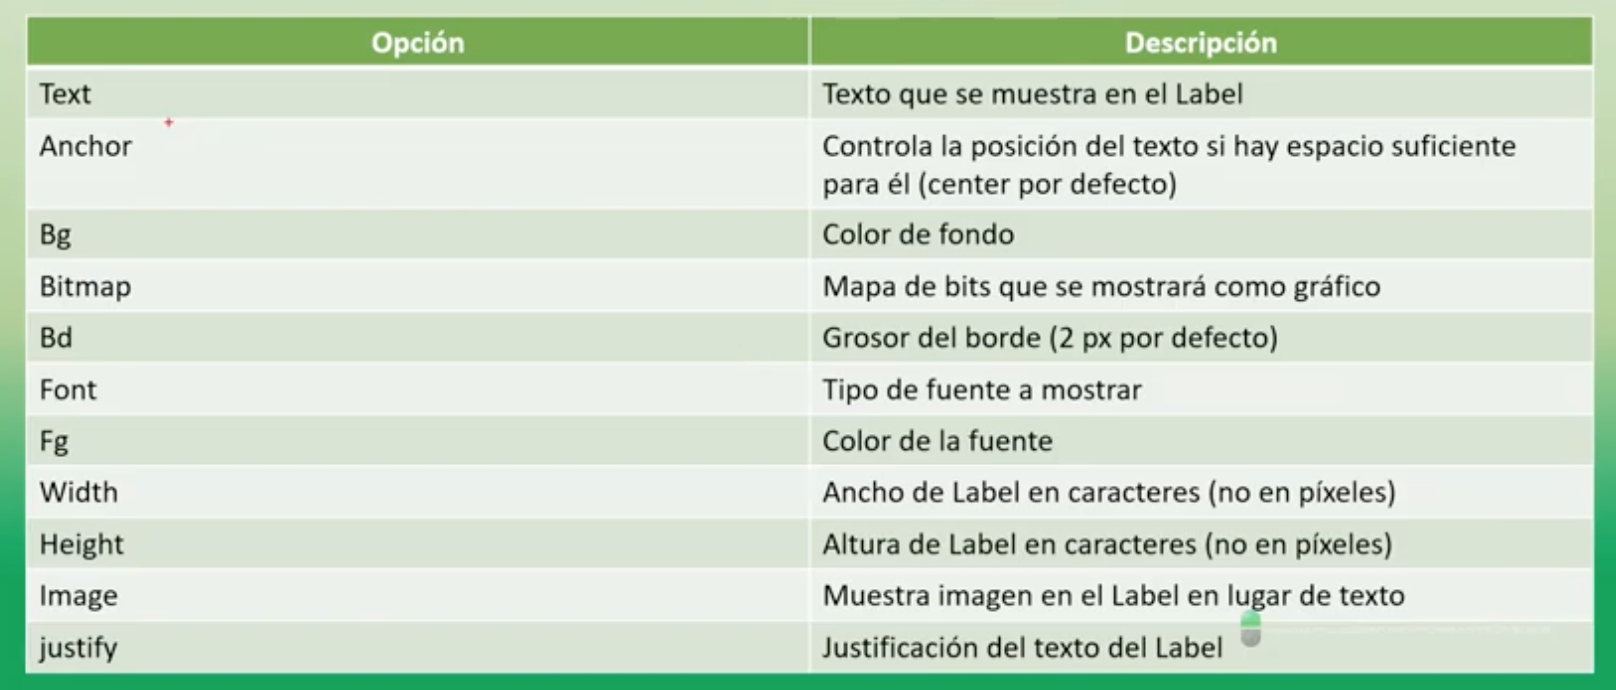 Opción Descripción
Text Texto que se muestra en el Label
Anchor Controla la posición del texto si hay espacio suficiente
para él (center por defecto)
Bg Color de fondo
Bitmap Mapa de bits que se mostrará como gráfico
Bd Grosor del borde (2 px por defecto)
Font Tipo de fuente a mostrar
Fg Color de la fuente
Width Ancho de Label en caracteres (no en píxeles)
Height Altura de Label en caracteres (no en píxeles)
Image Muestra imagen en el Label en lugar de texto
justify Justificación del texto del Label